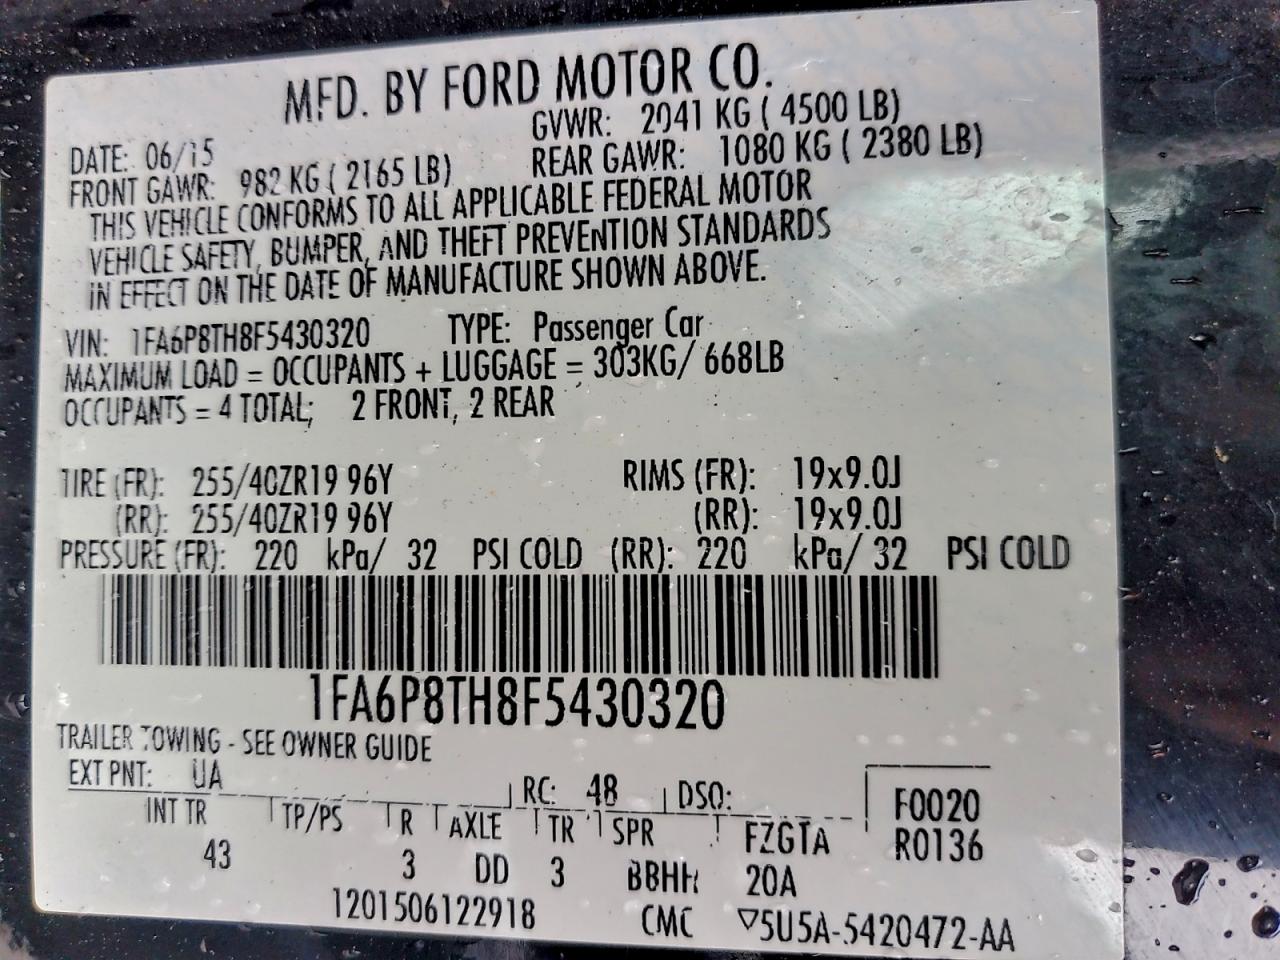 MFD. BY FORD MOTOR CO.
DATE: 06/15 GVWR: 2041 KG ( 4500 LB)
FRONT GAWR: 982 KG ( 2165 LB) REAR GAWR: 1080 KG ( 2380 LB)
THIS VEHICLE CONFORMS TO ALL APPLICABLE FEDERAL MOTOR
VEHICLE SAFETY, BUMPER, AND THEFT PREVENTION STANDARDS
IN EFFECT ON THE DATE OF MANUFACTURE SHOWN ABOVE.
VIN: 1FA6P8TH8F5430320 TYPE: Passenger Car
MAXIMUM LOAD = OCCUPANTS + LUGGAGE = 303KG/ 668LB
OCCUPANTS = 4 TOTAL; 2 FRONT, 2 REAR
TIRE (FR): 255/40ZR19 96Y RIMS (FR): 19x9.0J
(RR): 255/40ZR19 96Y (RR): 19x9.0J
PRESSURE (FR): 220 kPa/ 32 PSI COLD (RR): 220 kPa/ 32 PSI COLD
1FA6P8TH8F5430320
TRAILER TOWING - SEE OWNER GUIDE
EXT PNT: UA RC: 48 DSO: F0020
INT TR TP/PS R AXLE TR SPR FZGTA R0136
43 3 DD 3 BBHH 20A
1201506122918 CMC ▽5U5A-5420472-AA